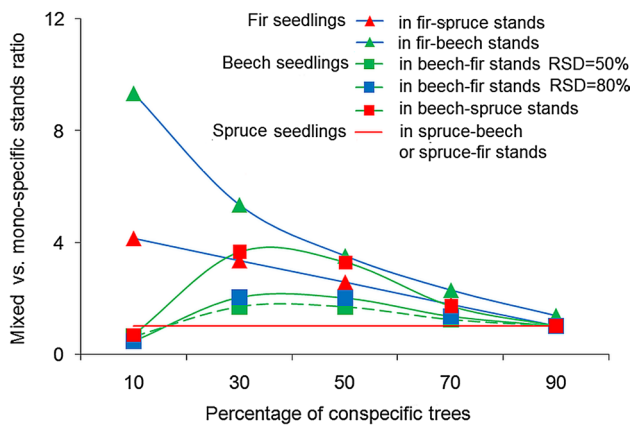 12
8
4
0
Mixed vs. mono-specific stands ratio
Fir seedlings in fir-spruce stands
in fir-beech stands
Beech seedlings in beech-fir stands RSD=50%
in beech-fir stands RSD=80%
in beech-spruce stands
Spruce seedlings in spruce-beech
or spruce-fir stands
10 30 50 70 90
Percentage of conspecific trees